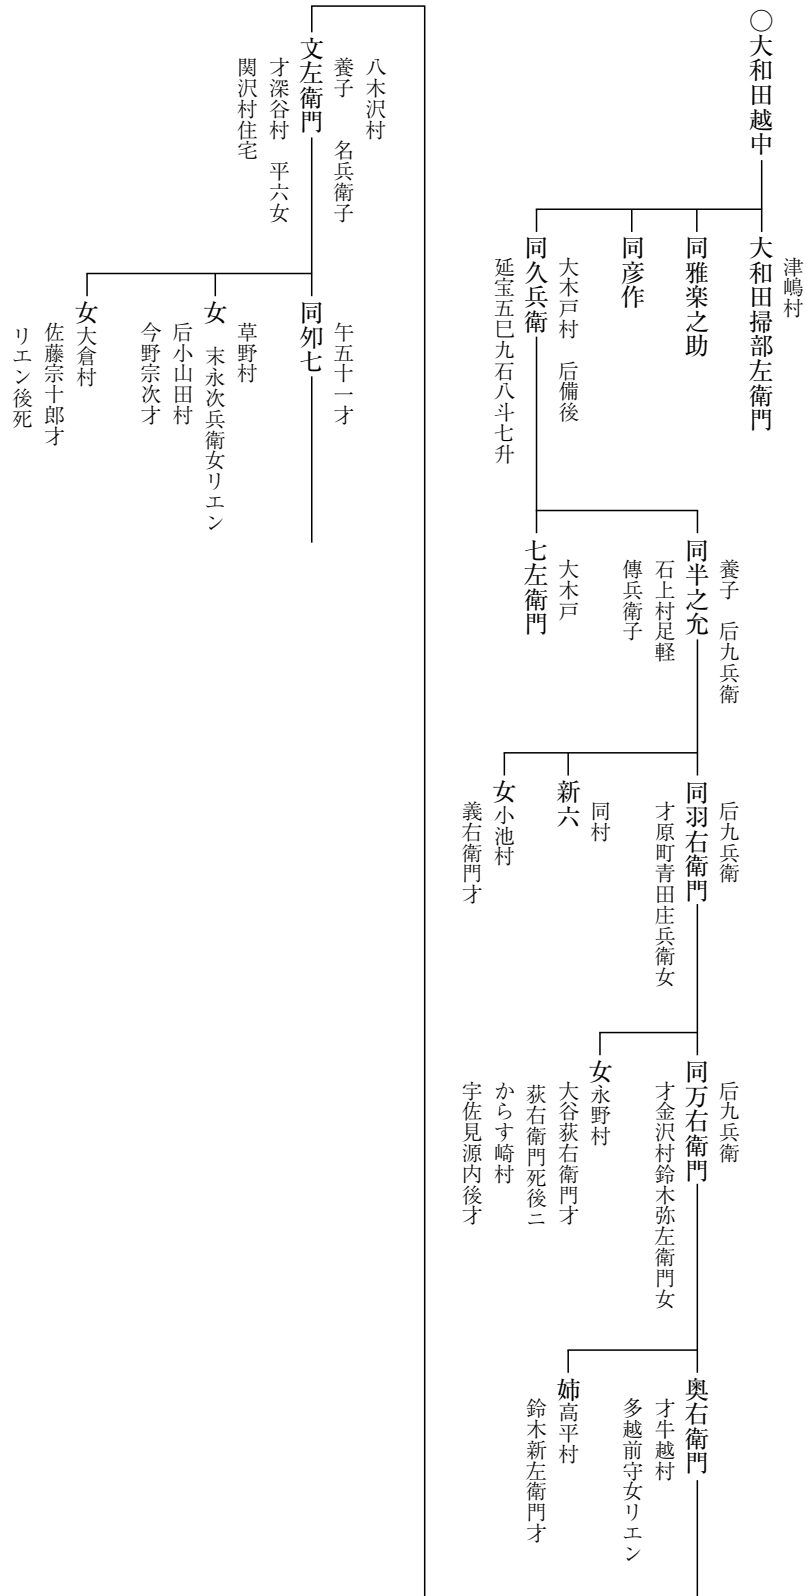 ○大和田越中
津嶋村
大和田掃部左衛門
同雅楽之助
同彦作
大木戸村　后備後
同久兵衛
延宝五巳九石八斗七升
養子　后九兵衛
同半之允
石上村足軽
傳兵衛子
大木戸
七左衛門
后九兵衛
同羽右衛門
才原町青田庄兵衛女
同村
新六
女小池村
義右衛門才
后九兵衛
同万右衛門
才金沢村鈴木弥左衛門女
女永野村
大谷荻右衛門才
荻右衛門死後ニ
からす崎村
宇佐見源内後才
奥右衛門
才牛越村
多越前守女リエン
姉高平村
鈴木新左衛門才
八木沢村
養子　名兵衛子
文左衛門
才深谷村　平六女
関沢村住宅
午五十一才
同夘七
草野村
女　末永次兵衛女リエン
后小山田村
今野宗次才
女大倉村
佐藤宗十郎才
リエン後死